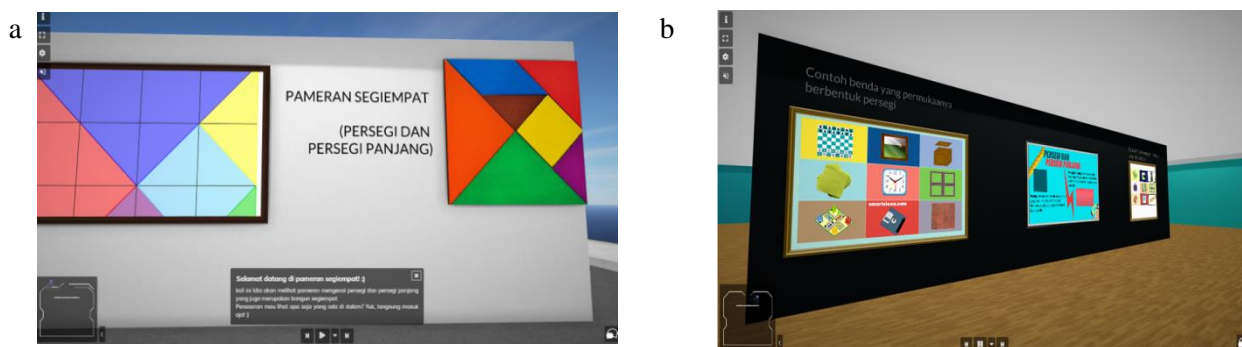 a
PAMERAN SEGIEMPAT
(PERSEGI DAN
PERSEGI PANJANG)
Selamat datang di pameran segiempat! :)
kali ini kita akan melihat pameran mengenai persegi dan persegi panjang
yang juga merupakan bangun segiempat.
Penasaran mau lihat apa saja yang ada di dalam? Yuk, langsung masuk
aja! :)
b
Contoh benda yang permukaanya
berbentuk persegi
PERSEGI DAN
PERSEGI PANJANG